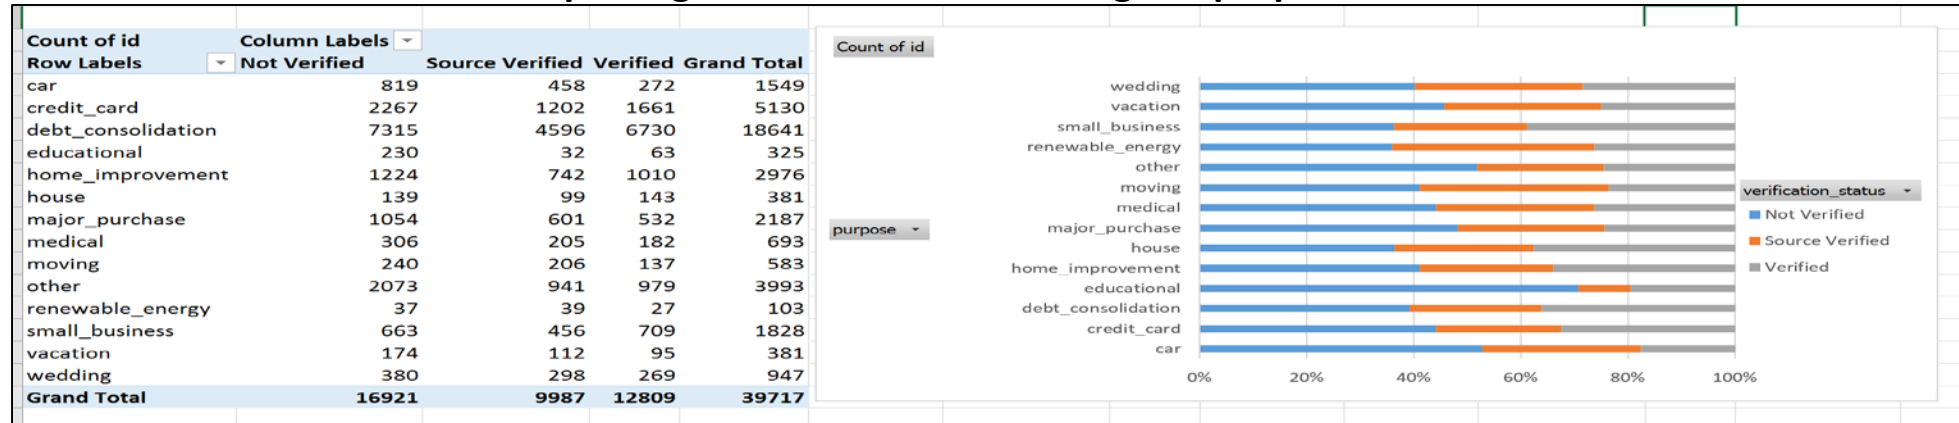 Count of id Column Labels
Row Labels Not Verified Source Verified Verified Grand Total
car 819 458 272 1549
credit_card 2267 1202 1661 5130
debt_consolidation 7315 4596 6730 18641
educational 230 32 63 325
home_improvement 1224 742 1010 2976
house 139 99 143 381
major_purchase 1054 601 532 2187
medical 306 205 182 693
moving 240 206 137 583
other 2073 941 979 3993
renewable_energy 37 39 27 103
small_business 663 456 709 1828
vacation 174 112 95 381
wedding 380 298 269 947
Grand Total 16921 9987 12809 39717
Count of id
wedding
vacation
small_business
renewable_energy
other
moving
medical
major_purchase
house
home_improvement
educational
debt_consolidation
credit_card
car
0% 20% 40% 60% 80% 100%
purpose
verification_status
Not Verified
Source Verified
Verified